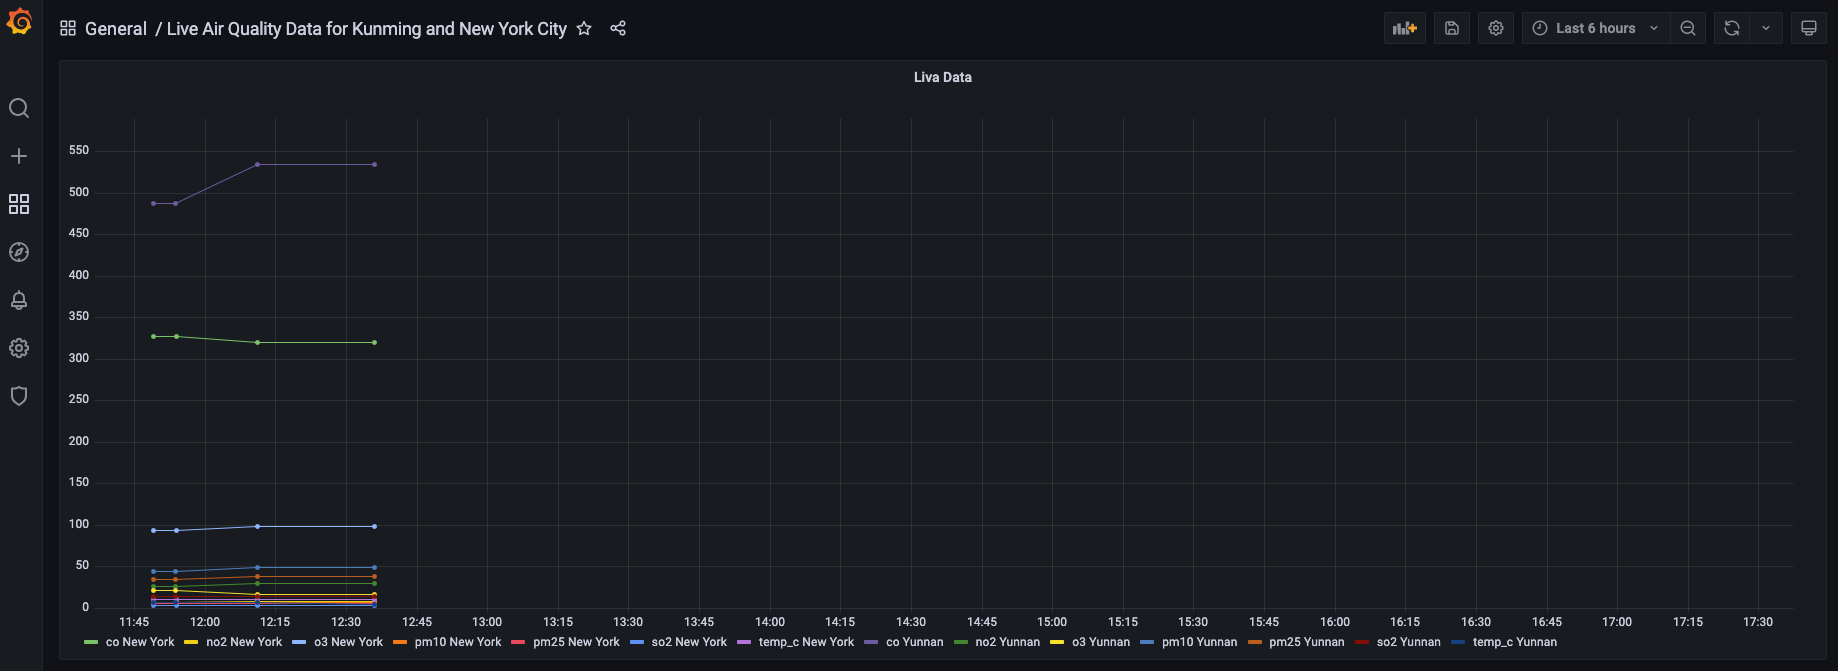 General / Live Air Quality Data for Kunming and New York City
Last 6 hours
Liva Data
550
500
450
400
350
300
250
200
150
100
50
0
11:45 12:00 12:15 12:30 12:45 13:00 13:15 13:30 13:45 14:00 14:15 14:30 14:45 15:00 15:15 15:30 15:45 16:00 16:15 16:30 16:45 17:00 17:15 17:30
co New York no2 New York o3 New York pm10 New York pm25 New York so2 New York temp_c New York co Yunnan no2 Yunnan o3 Yunnan pm10 Yunnan pm25 Yunnan so2 Yunnan temp_c Yunnan